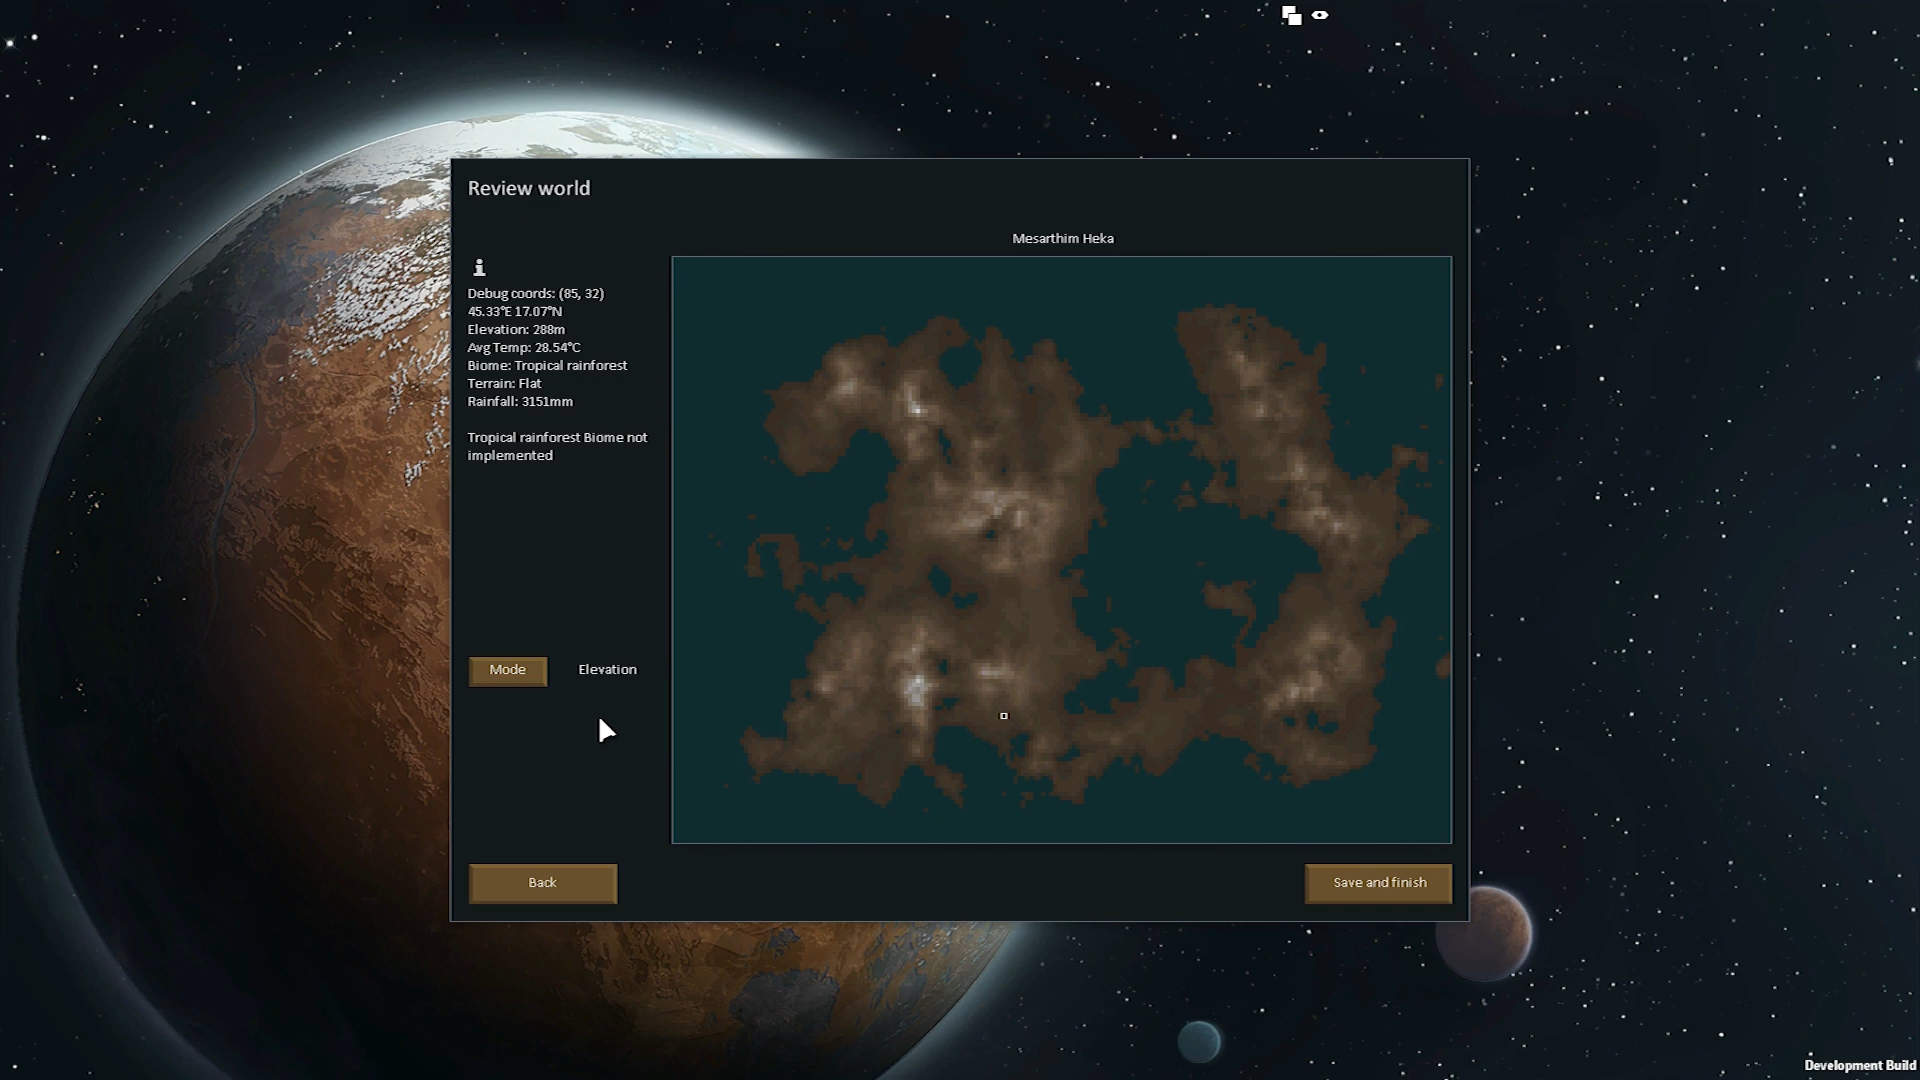 Review world
Mesarthim Heka
Debug coords: (85, 32)
45.33°E 17.07°N
Elevation: 288m
Avg Temp: 28.54°C
Biome: Tropical rainforest
Terrain: Flat
Rainfall: 3151mm
Tropical rainforest Biome not
implemented
Mode
Elevation
Back
Save and finish
Development Build